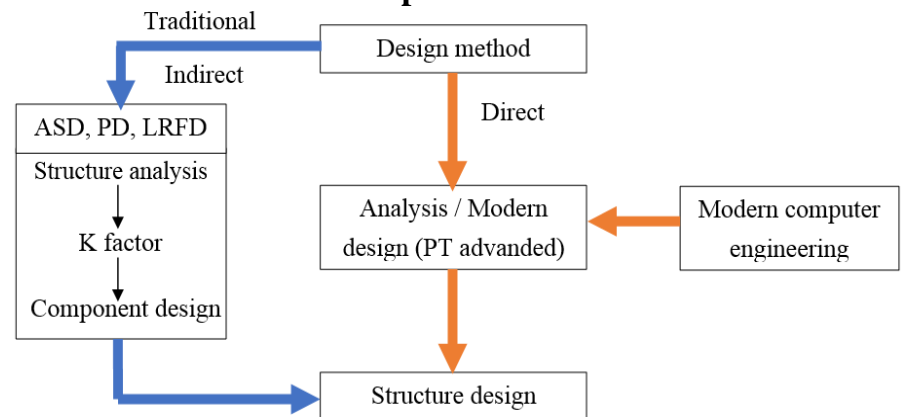 Traditional
Design method
Indirect
Direct
ASD, PD, LRFD
Structure analysis
K factor
Component design
Analysis / Modern
design (PT advanded)
Modern computer
engineering
Structure design